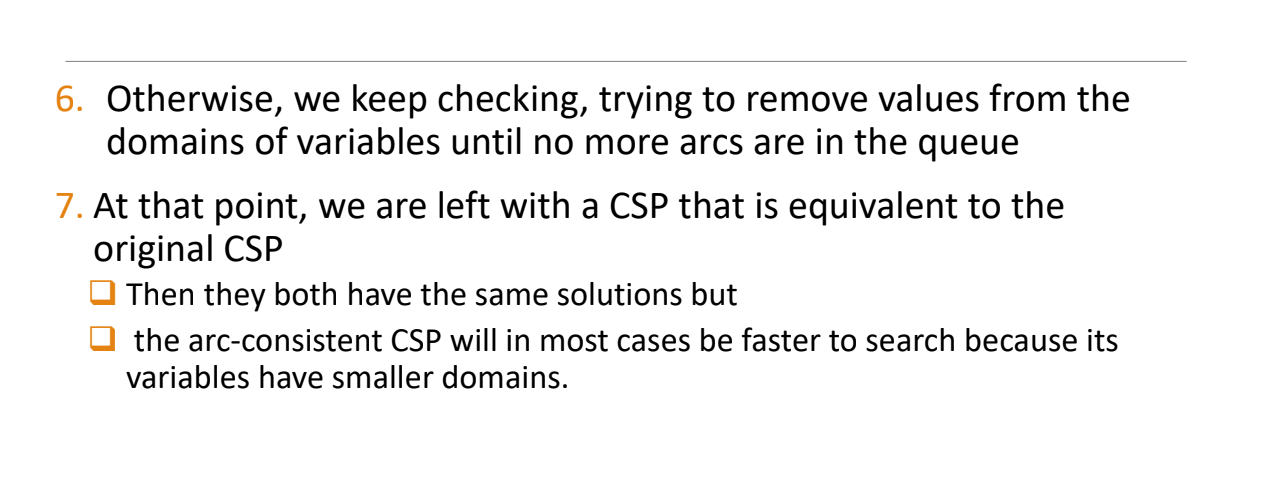 6. Otherwise, we keep checking, trying to remove values from the
domains of variables until no more arcs are in the queue
7. At that point, we are left with a CSP that is equivalent to the
original CSP
❑ Then they both have the same solutions but
❑ the arc-consistent CSP will in most cases be faster to search because its
variables have smaller domains.